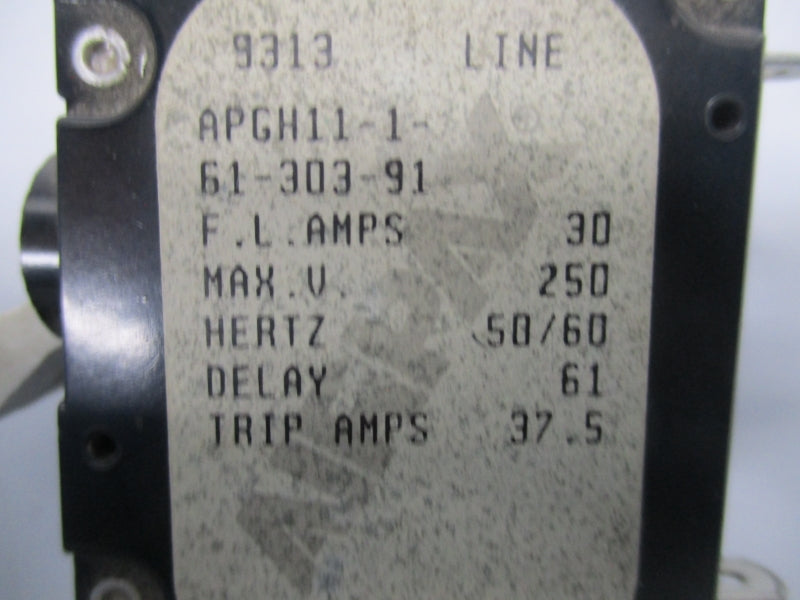 9313 LINE
APGH11-1-
61-303-91
F.L.AMPS 30
MAX.V. 250
HERTZ 50/60
DELAY 61
TRIP AMPS 37.5